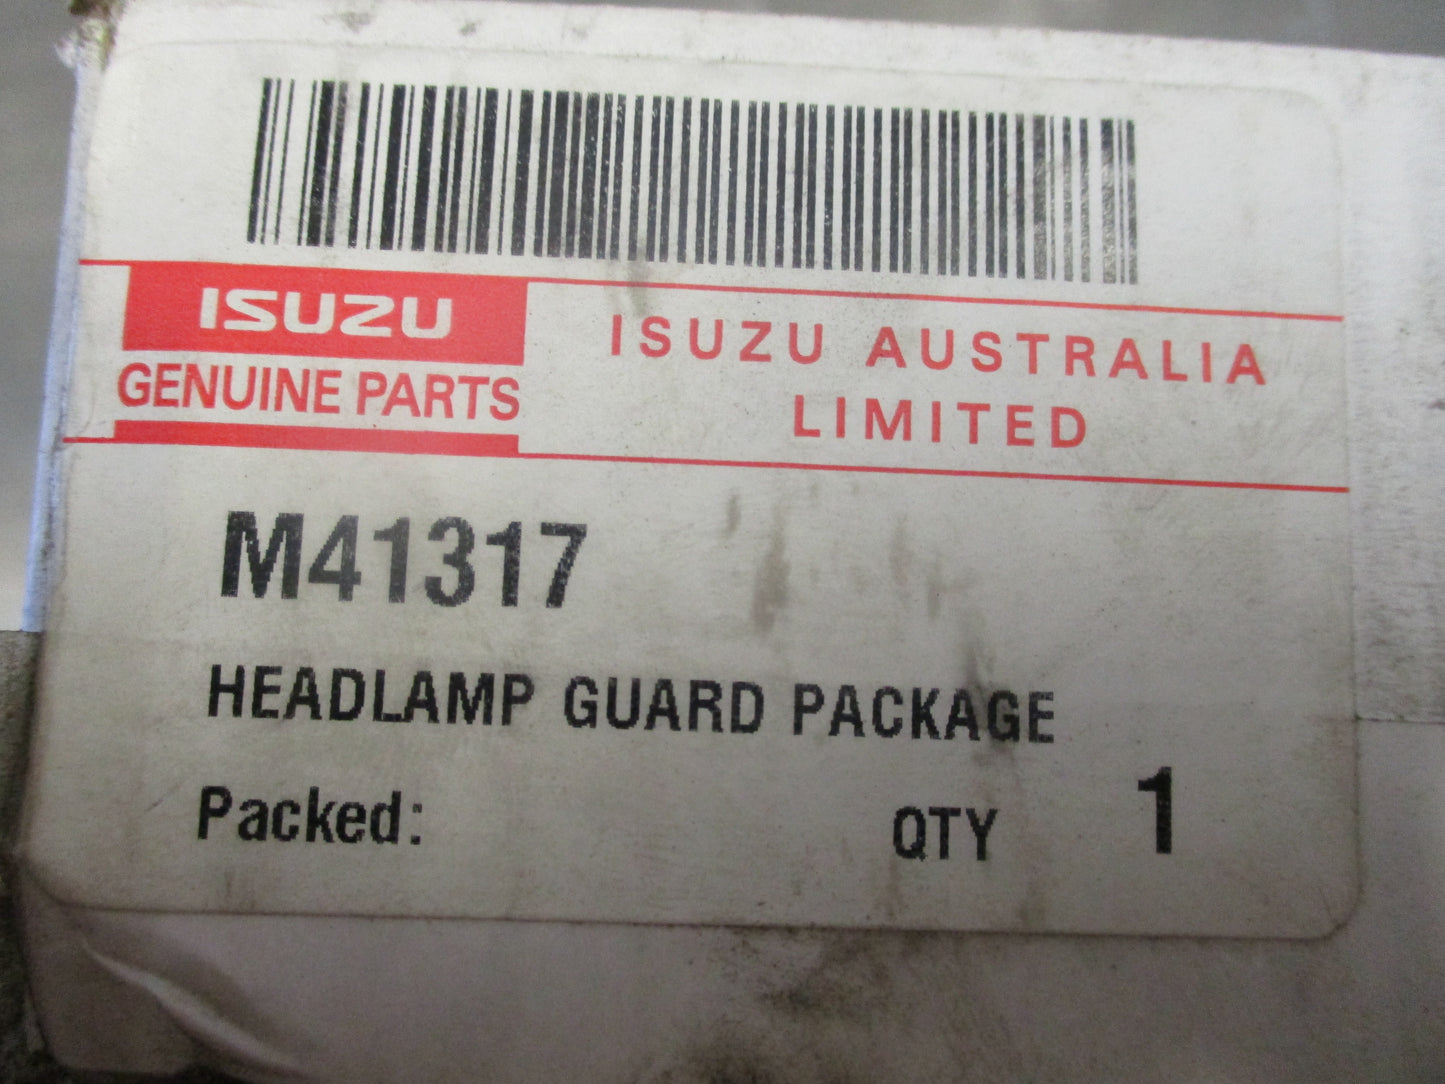 ISUZU
GENUINE PARTS
ISUZU AUSTRALIA
LIMITED
M41317
HEADLAMP GUARD PACKAGE
Packed:
QTY 1